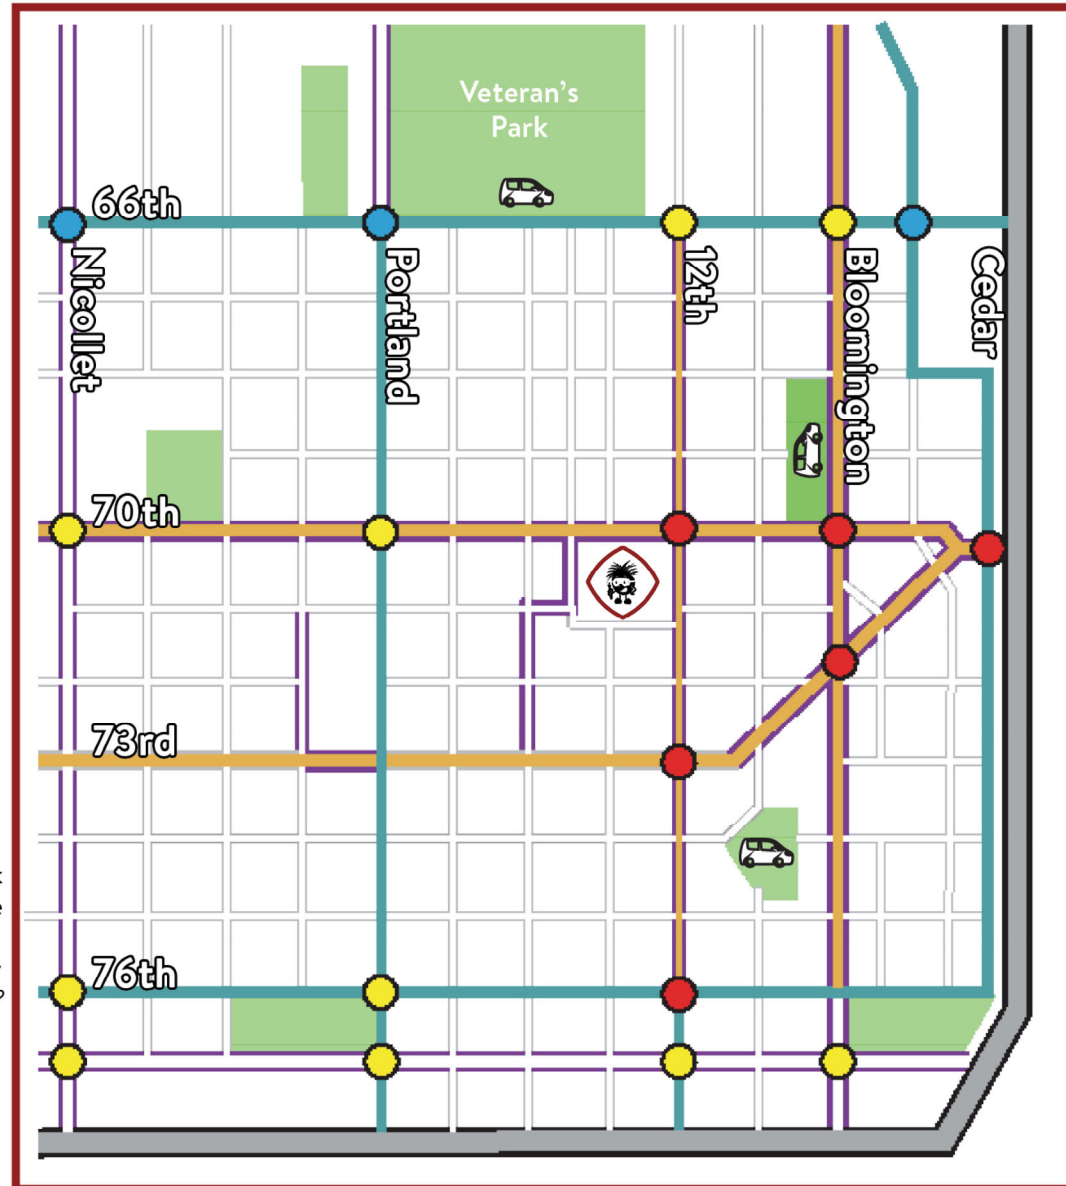 Veteran's
Park
66th
Nicollet
Portland
12th
Bloomington
Cedar
70th
73rd
76th